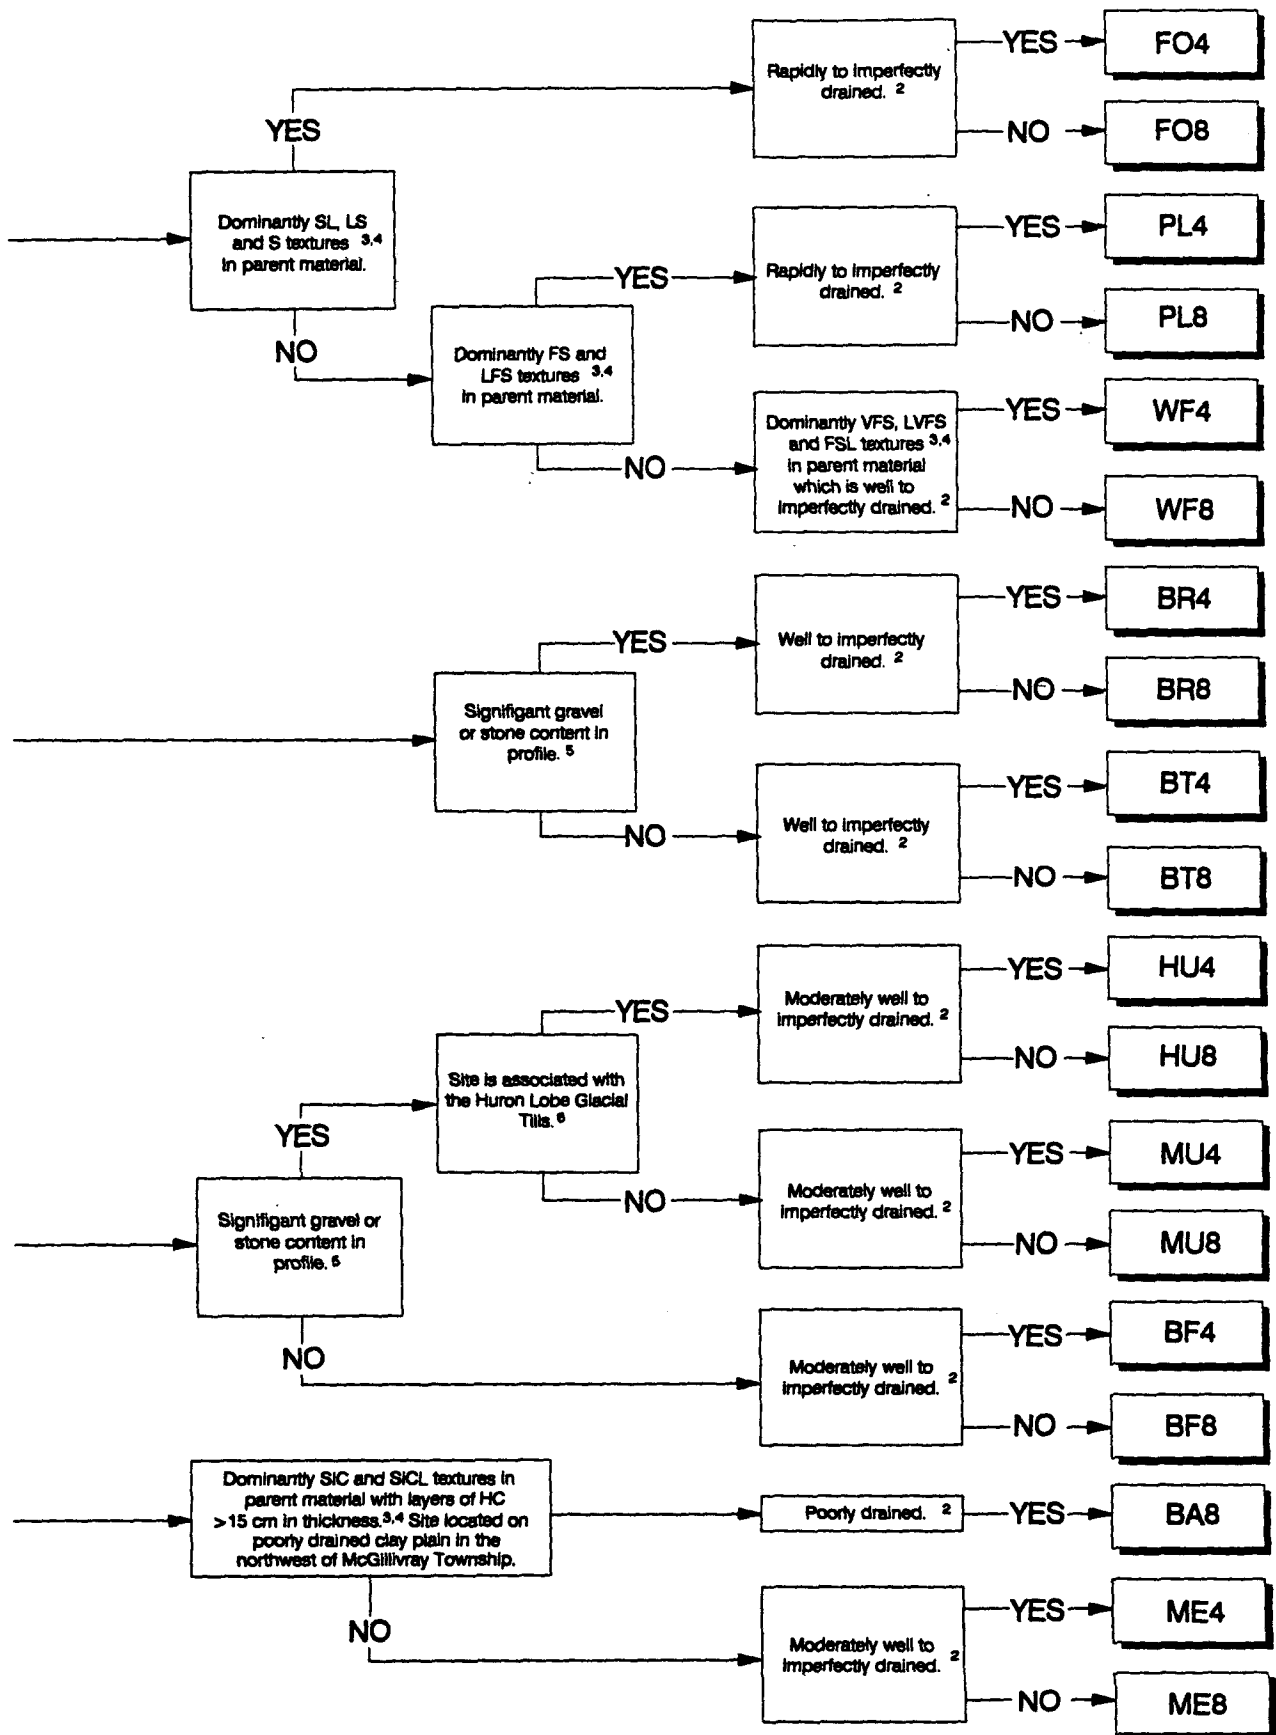 YES
FO4
Rapidly to imperfectly
drained. 2
NO
FO8
YES
Dominantly SL, LS
and S textures 3,4
in parent material.
YES
PL4
YES
Rapidly to imperfectly
drained. 2
NO
PL8
NO
Dominantly FS and
LFS textures 3,4
in parent material.
YES
WF4
Dominantly VFS, LVFS
and FSL textures 3,4
in parent material
which is well to
imperfectly drained. 2
NO
NO
WF8
YES
BR4
YES
Well to imperfectly
drained. 2
NO
BR8
Signifigant gravel
or stone content in
profile. 5
YES
BT4
NO
Well to imperfectly
drained. 2
NO
BT8
YES
HU4
YES
Moderately well to
imperfectly drained. 2
NO
HU8
Site is associated with
the Huron Lobe Glacial
Tills. 6
YES
YES
MU4
NO
Moderately well to
imperfectly drained. 2
NO
MU8
Signifigant gravel or
stone content in
profile. 5
YES
BF4
NO
Moderately well to
imperfectly drained. 2
NO
BF8
Dominantly SIC and SICL textures in
parent material with layers of HC
>15 cm in thickness.3,4 Site located on
poorly drained clay plain in the
northwest of McGillivray Township.
Poorly drained. 2
YES
BA8
YES
ME4
NO
Moderately well to
imperfectly drained. 2
NO
ME8